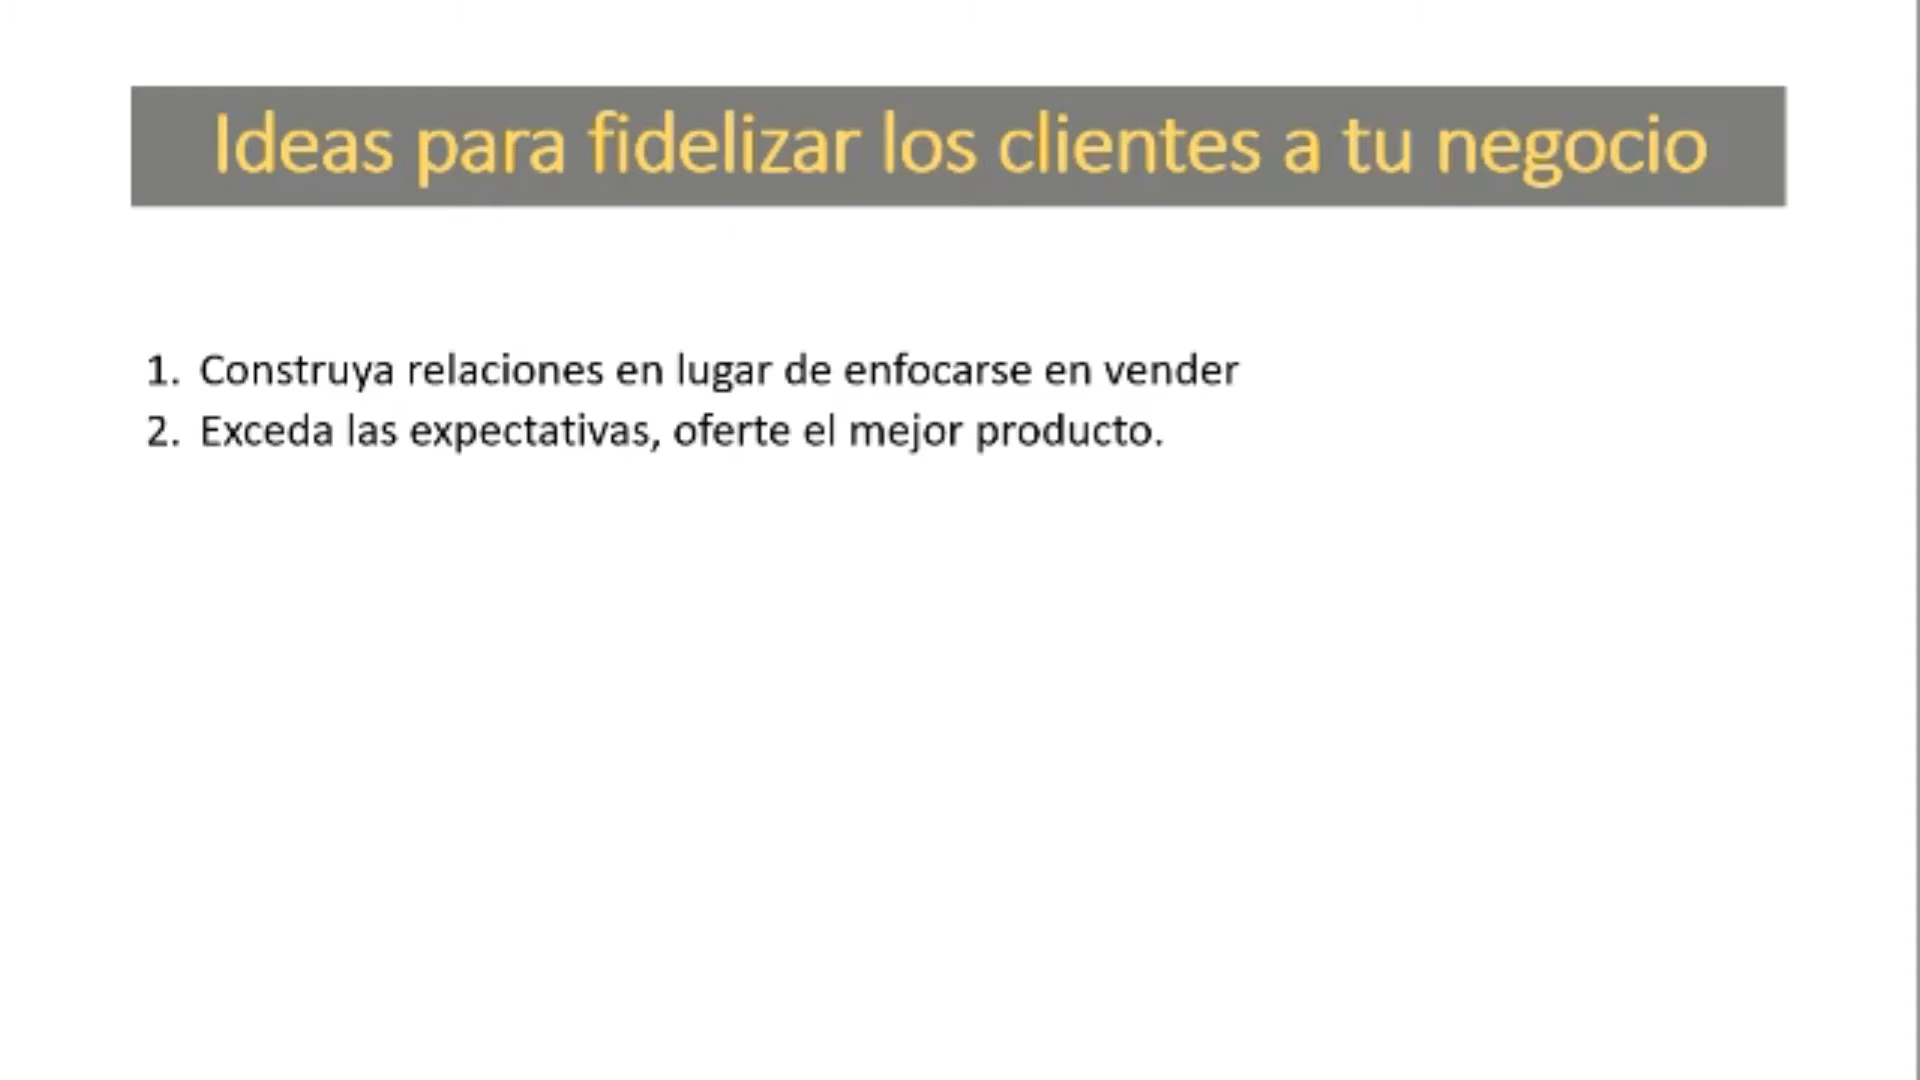 Ideas para fidelizar los clientes a tu negocio
1. Construya relaciones en lugar de enfocarse en vender
2. Exceda las expectativas, oferte el mejor producto.